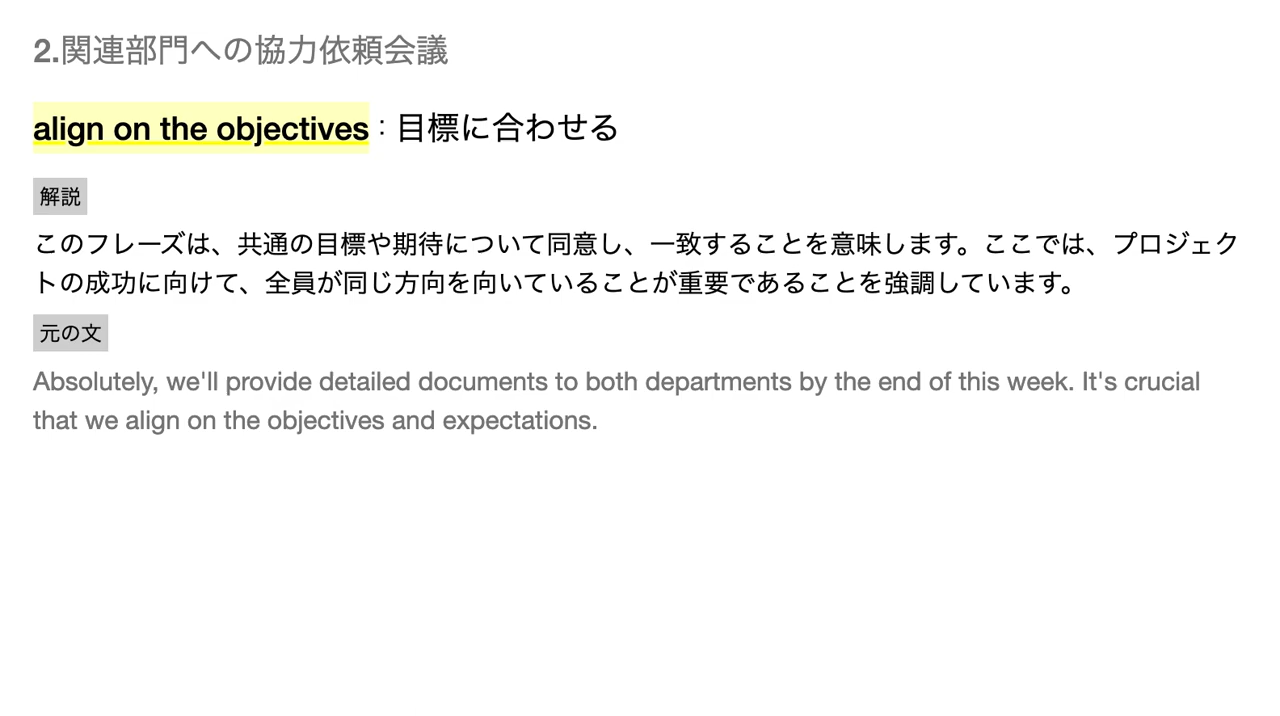 2.関連部門への協力依頼会議
align on the objectives：目標に合わせる
解説
このフレーズは、共通の目標や期待について同意し、一致することを意味します。ここでは、プロジェク
トの成功に向けて、全員が同じ方向を向いていることが重要であることを強調しています。
元の文
Absolutely, we'll provide detailed documents to both departments by the end of this week. It's crucial
that we align on the objectives and expectations.